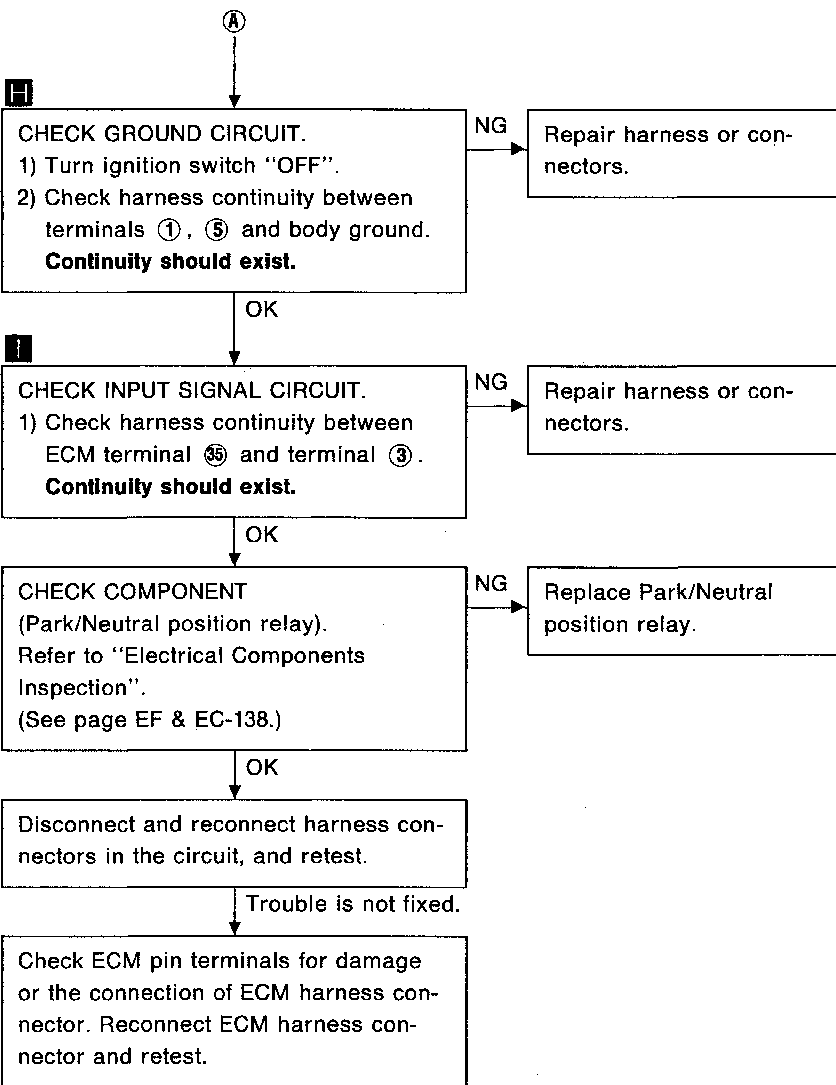 Ⓐ
H
CHECK GROUND CIRCUIT.
1) Turn ignition switch "OFF".
2) Check harness continuity between
terminals ①, ⑤ and body ground.
Continuity should exist.
NG
Repair harness or con-
nectors.
OK
I
CHECK INPUT SIGNAL CIRCUIT.
1) Check harness continuity between
ECM terminal ㉟ and terminal ③.
Continuity should exist.
NG
Repair harness or con-
nectors.
OK
CHECK COMPONENT
(Park/Neutral position relay).
Refer to "Electrical Components
Inspection".
(See page EF & EC-138.)
NG
Replace Park/Neutral
position relay.
OK
Disconnect and reconnect harness con-
nectors in the circuit, and retest.
Trouble is not fixed.
Check ECM pin terminals for damage
or the connection of ECM harness con-
nector. Reconnect ECM harness con-
nector and retest.